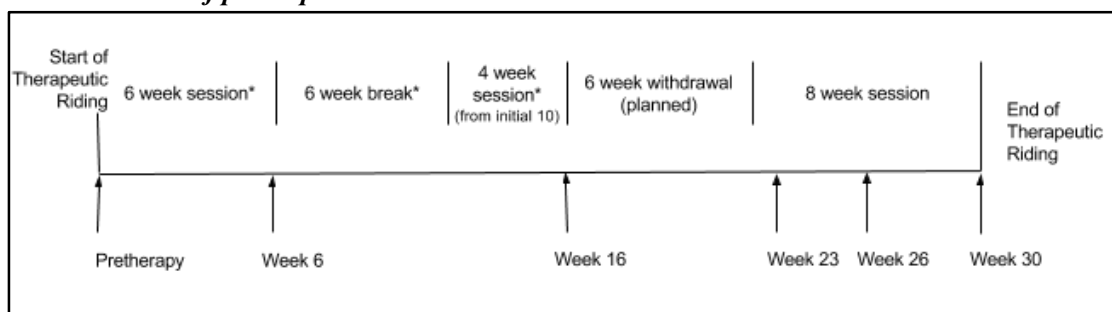 Start of
Therapeutic
Riding
6 week session*
6 week break*
4 week
session*
(from initial 10)
6 week withdrawal
(planned)
8 week session
End of
Therapeutic
Riding
Pretherapy
Week 6
Week 16
Week 23
Week 26
Week 30